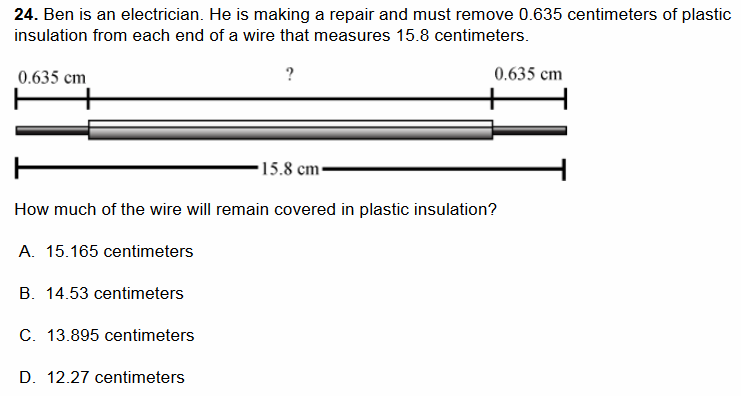 24. Ben is an electrician. He is making a repair and must remove 0.635 centimeters of plastic
insulation from each end of a wire that measures 15.8 centimeters.
0.635 cm ? 0.635 cm
15.8 cm
How much of the wire will remain covered in plastic insulation?
A. 15.165 centimeters
B. 14.53 centimeters
C. 13.895 centimeters
D. 12.27 centimeters